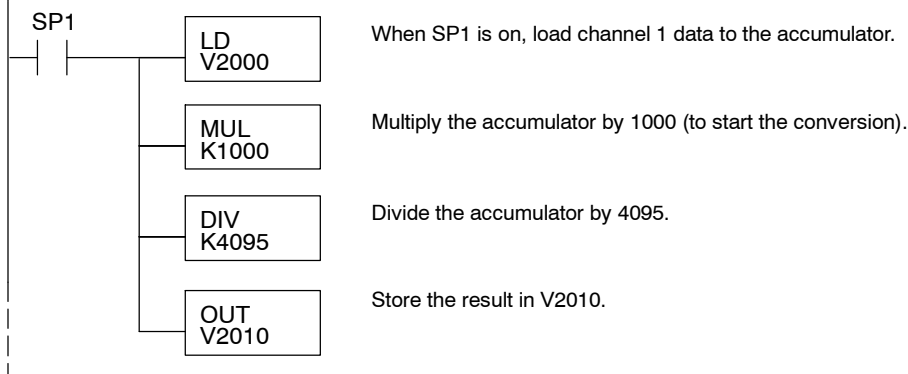 SP1
LD
V2000
When SP1 is on, load channel 1 data to the accumulator.
MUL
K1000
Multiply the accumulator by 1000 (to start the conversion).
DIV
K4095
Divide the accumulator by 4095.
OUT
V2010
Store the result in V2010.